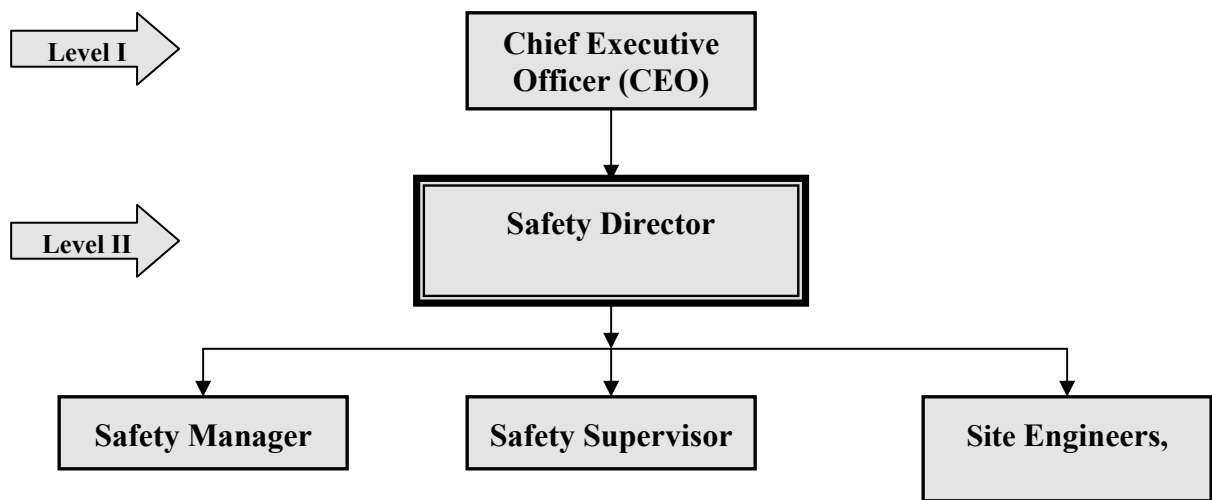 Level I
Chief Executive
Officer (CEO)
Level II
Safety Director
Safety Manager
Safety Supervisor
Site Engineers,